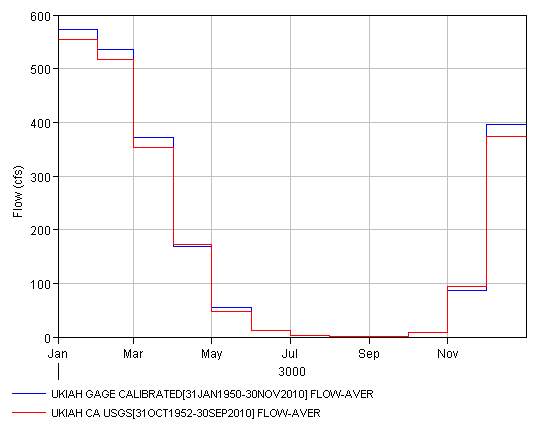 600
500
400
300
200
100
0
Flow (cfs)
Jan Mar May Jul Sep Nov
3000
UKIAH GAGE CALIBRATED[31JAN1950-30NOV2010] FLOW-AVER
UKIAH CA USGS[31OCT1952-30SEP2010] FLOW-AVER